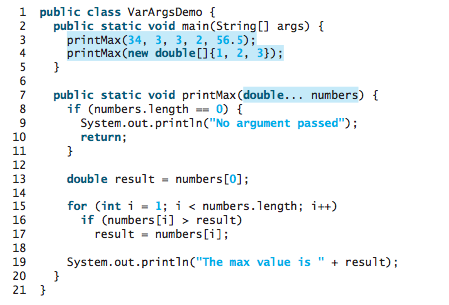 1 public class VarArgsDemo {
2 public static void main(String[] args) {
3 printMax(34, 3, 3, 2, 56.5);
4 printMax(new double[]{1, 2, 3});
5 }
6
7 public static void printMax(double... numbers) {
8 if (numbers.length == 0) {
9 System.out.println("No argument passed");
10 return;
11 }
12
13 double result = numbers[0];
14
15 for (int i = 1; i < numbers.length; i++)
16 if (numbers[i] > result)
17 result = numbers[i];
18
19 System.out.println("The max value is " + result);
20 }
21 }